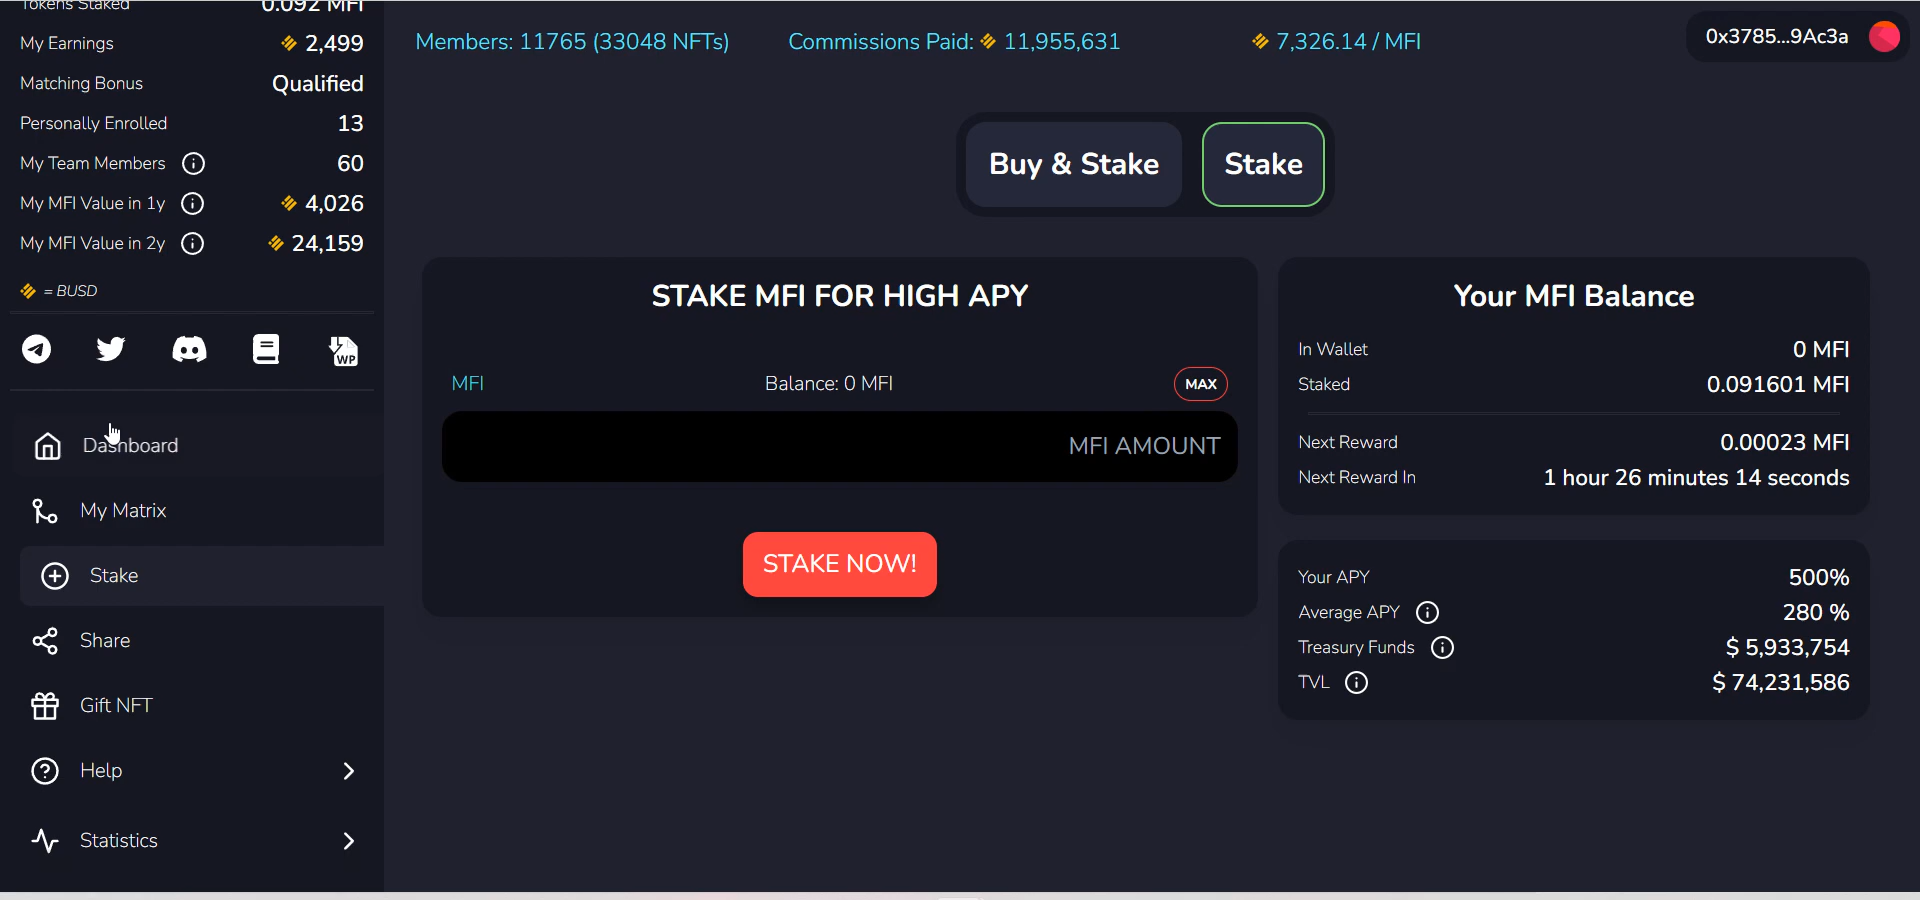 Tokens Staked 0.092 MFI
My Earnings 2,499
Matching Bonus Qualified
Personally Enrolled 13
My Team Members 60
My MFI Value in 1y 4,026
My MFI Value in 2y 24,159
= BUSD
WP
Dashboard
My Matrix
Stake
Share
Gift NFT
Help
Statistics
Members: 11765 (33048 NFTs) Commissions Paid: 11,955,631 7,326.14 / MFI 0x3785...9Ac3a
Buy & Stake Stake
STAKE MFI FOR HIGH APY
MFI Balance: 0 MFI MAX
MFI AMOUNT
STAKE NOW!
Your MFI Balance
In Wallet 0 MFI
Staked 0.091601 MFI
Next Reward 0.00023 MFI
Next Reward In 1 hour 26 minutes 14 seconds
Your APY 500%
Average APY 280 %
Treasury Funds $ 5,933,754
TVL $ 74,231,586